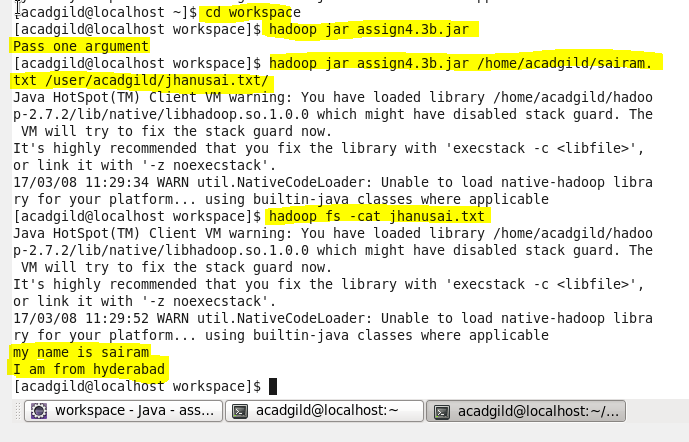 [acadgild@localhost ~]$ cd workspace
[acadgild@localhost workspace]$ hadoop jar assign4.3b.jar
Pass one argument
[acadgild@localhost workspace]$ hadoop jar assign4.3b.jar /home/acadgild/sairam.
txt /user/acadgild/jhanusai.txt/
Java HotSpot(TM) Client VM warning: You have loaded library /home/acadgild/hadoo
p-2.7.2/lib/native/libhadoop.so.1.0.0 which might have disabled stack guard. The
 VM will try to fix the stack guard now.
It's highly recommended that you fix the library with 'execstack -c <libfile>',
or link it with '-z noexecstack'.
17/03/08 11:29:34 WARN util.NativeCodeLoader: Unable to load native-hadoop libra
ry for your platform... using builtin-java classes where applicable
[acadgild@localhost workspace]$ hadoop fs -cat jhanusai.txt
Java HotSpot(TM) Client VM warning: You have loaded library /home/acadgild/hadoo
p-2.7.2/lib/native/libhadoop.so.1.0.0 which might have disabled stack guard. The
 VM will try to fix the stack guard now.
It's highly recommended that you fix the library with 'execstack -c <libfile>',
or link it with '-z noexecstack'.
17/03/08 11:29:52 WARN util.NativeCodeLoader: Unable to load native-hadoop libra
ry for your platform... using builtin-java classes where applicable
my name is sairam
I am from hyderabad
[acadgild@localhost workspace]$
workspace - Java - ass... acadgild@localhost:~ acadgild@localhost:~/...